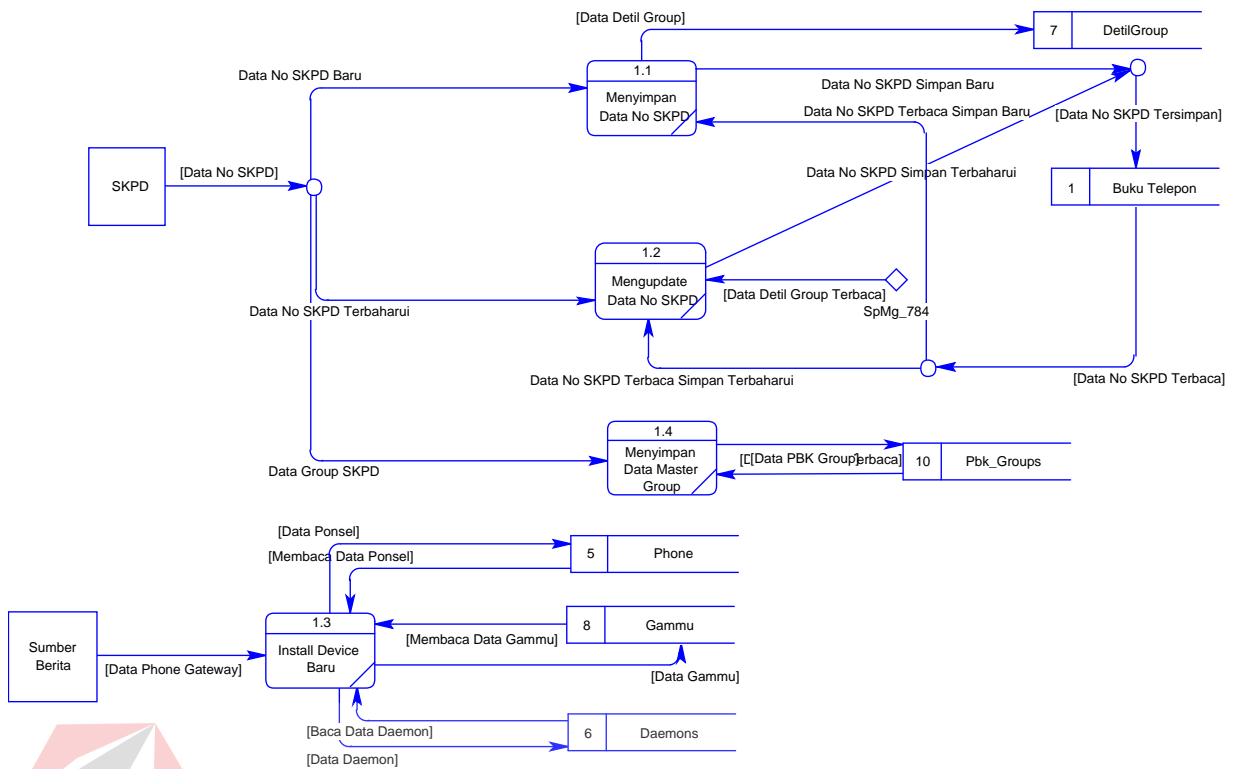 [Data Detil Group]
7 DetilGroup
1.1
Menyimpan
Data No SKPD
Data No SKPD Baru
Data No SKPD Simpan Baru
Data No SKPD Terbaca Simpan Baru
[Data No SKPD Tersimpan]
SKPD
[Data No SKPD]
Data No SKPD Simpan Terbaharui
1 Buku Telepon
1.2
Mengupdate
Data No SKPD
[Data Detil Group Terbaca]
SpMg_784
Data No SKPD Terbaharui
Data No SKPD Terbaca Simpan Terbaharui
[Data No SKPD Terbaca]
1.4
Menyimpan
Data Master
Group
Data Group SKPD
[Data PBK Group]
erbaca]
10 Pbk_Groups
[Data Ponsel]
[Membaca Data Ponsel]
5 Phone
Sumber
Berita
[Data Phone Gateway]
1.3
Install Device
Baru
[Membaca Data Gammu]
8 Gammu
[Data Gammu]
[Baca Data Daemon]
[Data Daemon]
6 Daemons